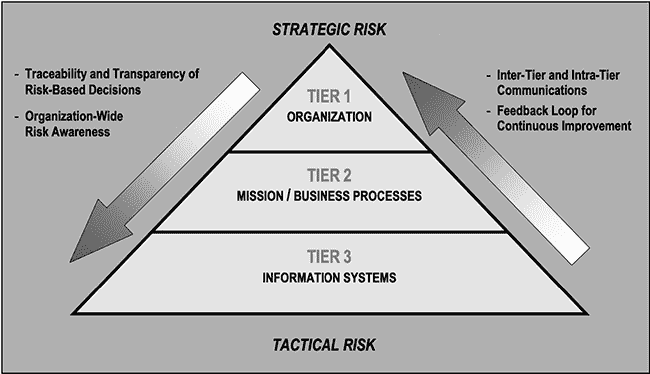 STRATEGIC RISK
- Traceability and Transparency of
Risk-Based Decisions
- Organization-Wide
Risk Awareness
- Inter-Tier and Intra-Tier
Communications
- Feedback Loop for
Continuous Improvement
TIER 1
ORGANIZATION
TIER 2
MISSION / BUSINESS PROCESSES
TIER 3
INFORMATION SYSTEMS
TACTICAL RISK